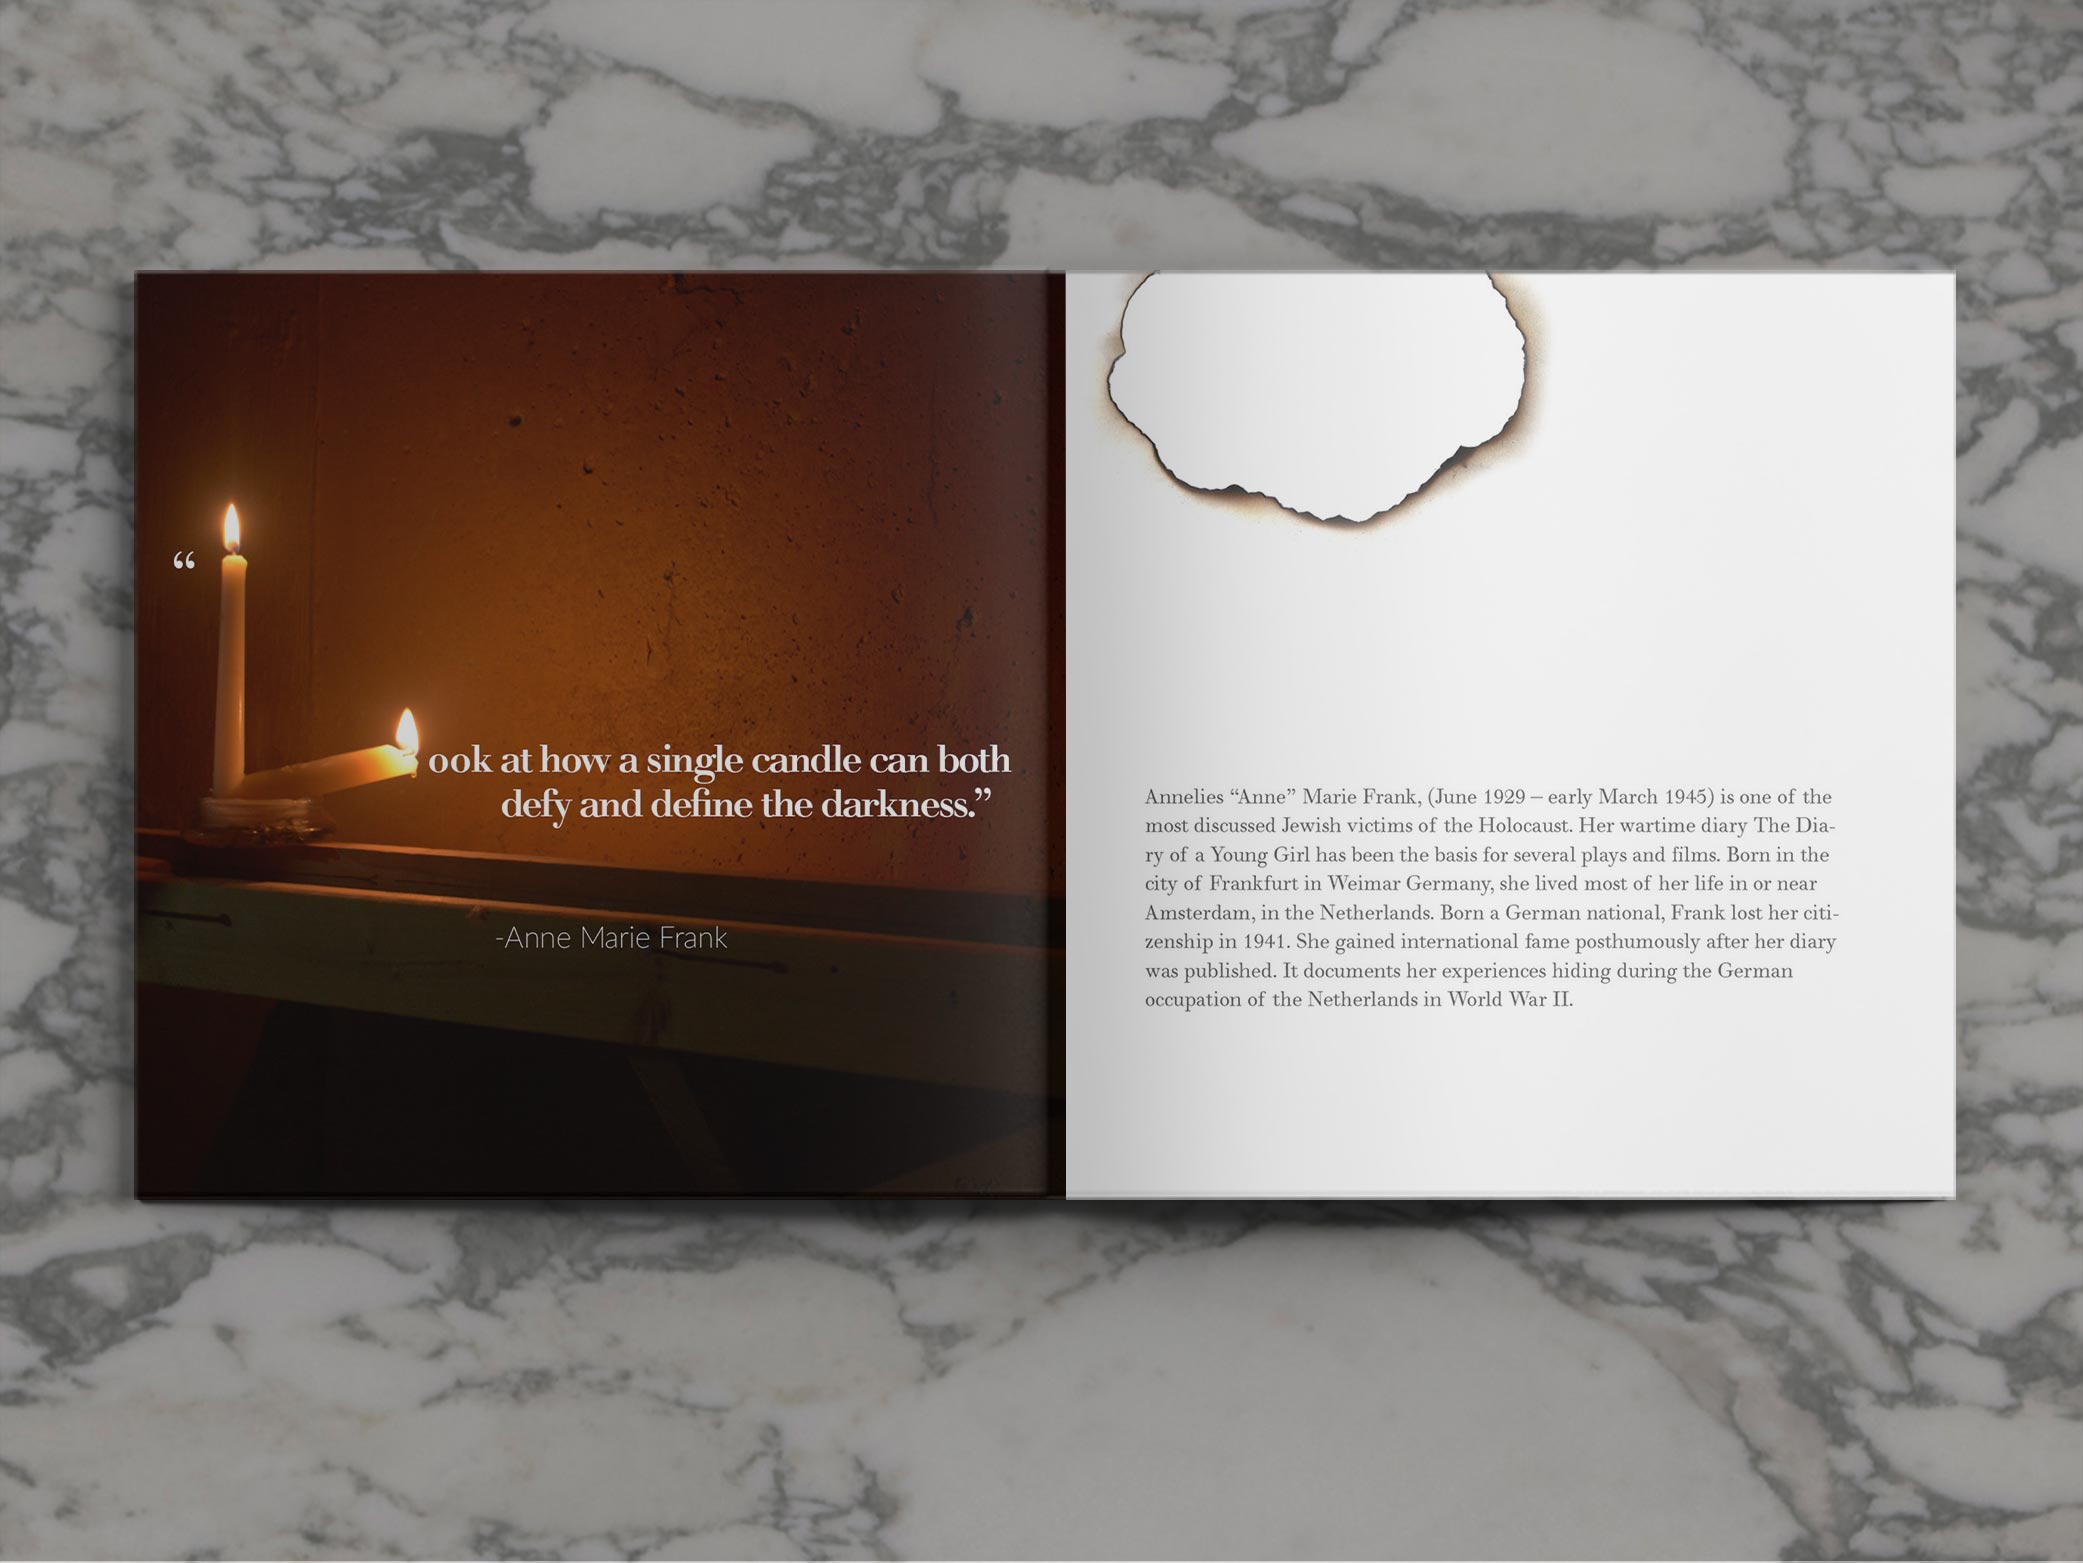 “
ook at how a single candle can both
defy and define the darkness.”
-Anne Marie Frank
Annelies “Anne” Marie Frank, (June 1929 – early March 1945) is one of the
most discussed Jewish victims of the Holocaust. Her wartime diary The Dia-
ry of a Young Girl has been the basis for several plays and films. Born in the
city of Frankfurt in Weimar Germany, she lived most of her life in or near
Amsterdam, in the Netherlands. Born a German national, Frank lost her citi-
zenship in 1941. She gained international fame posthumously after her diary
was published. It documents her experiences hiding during the German
occupation of the Netherlands in World War II.